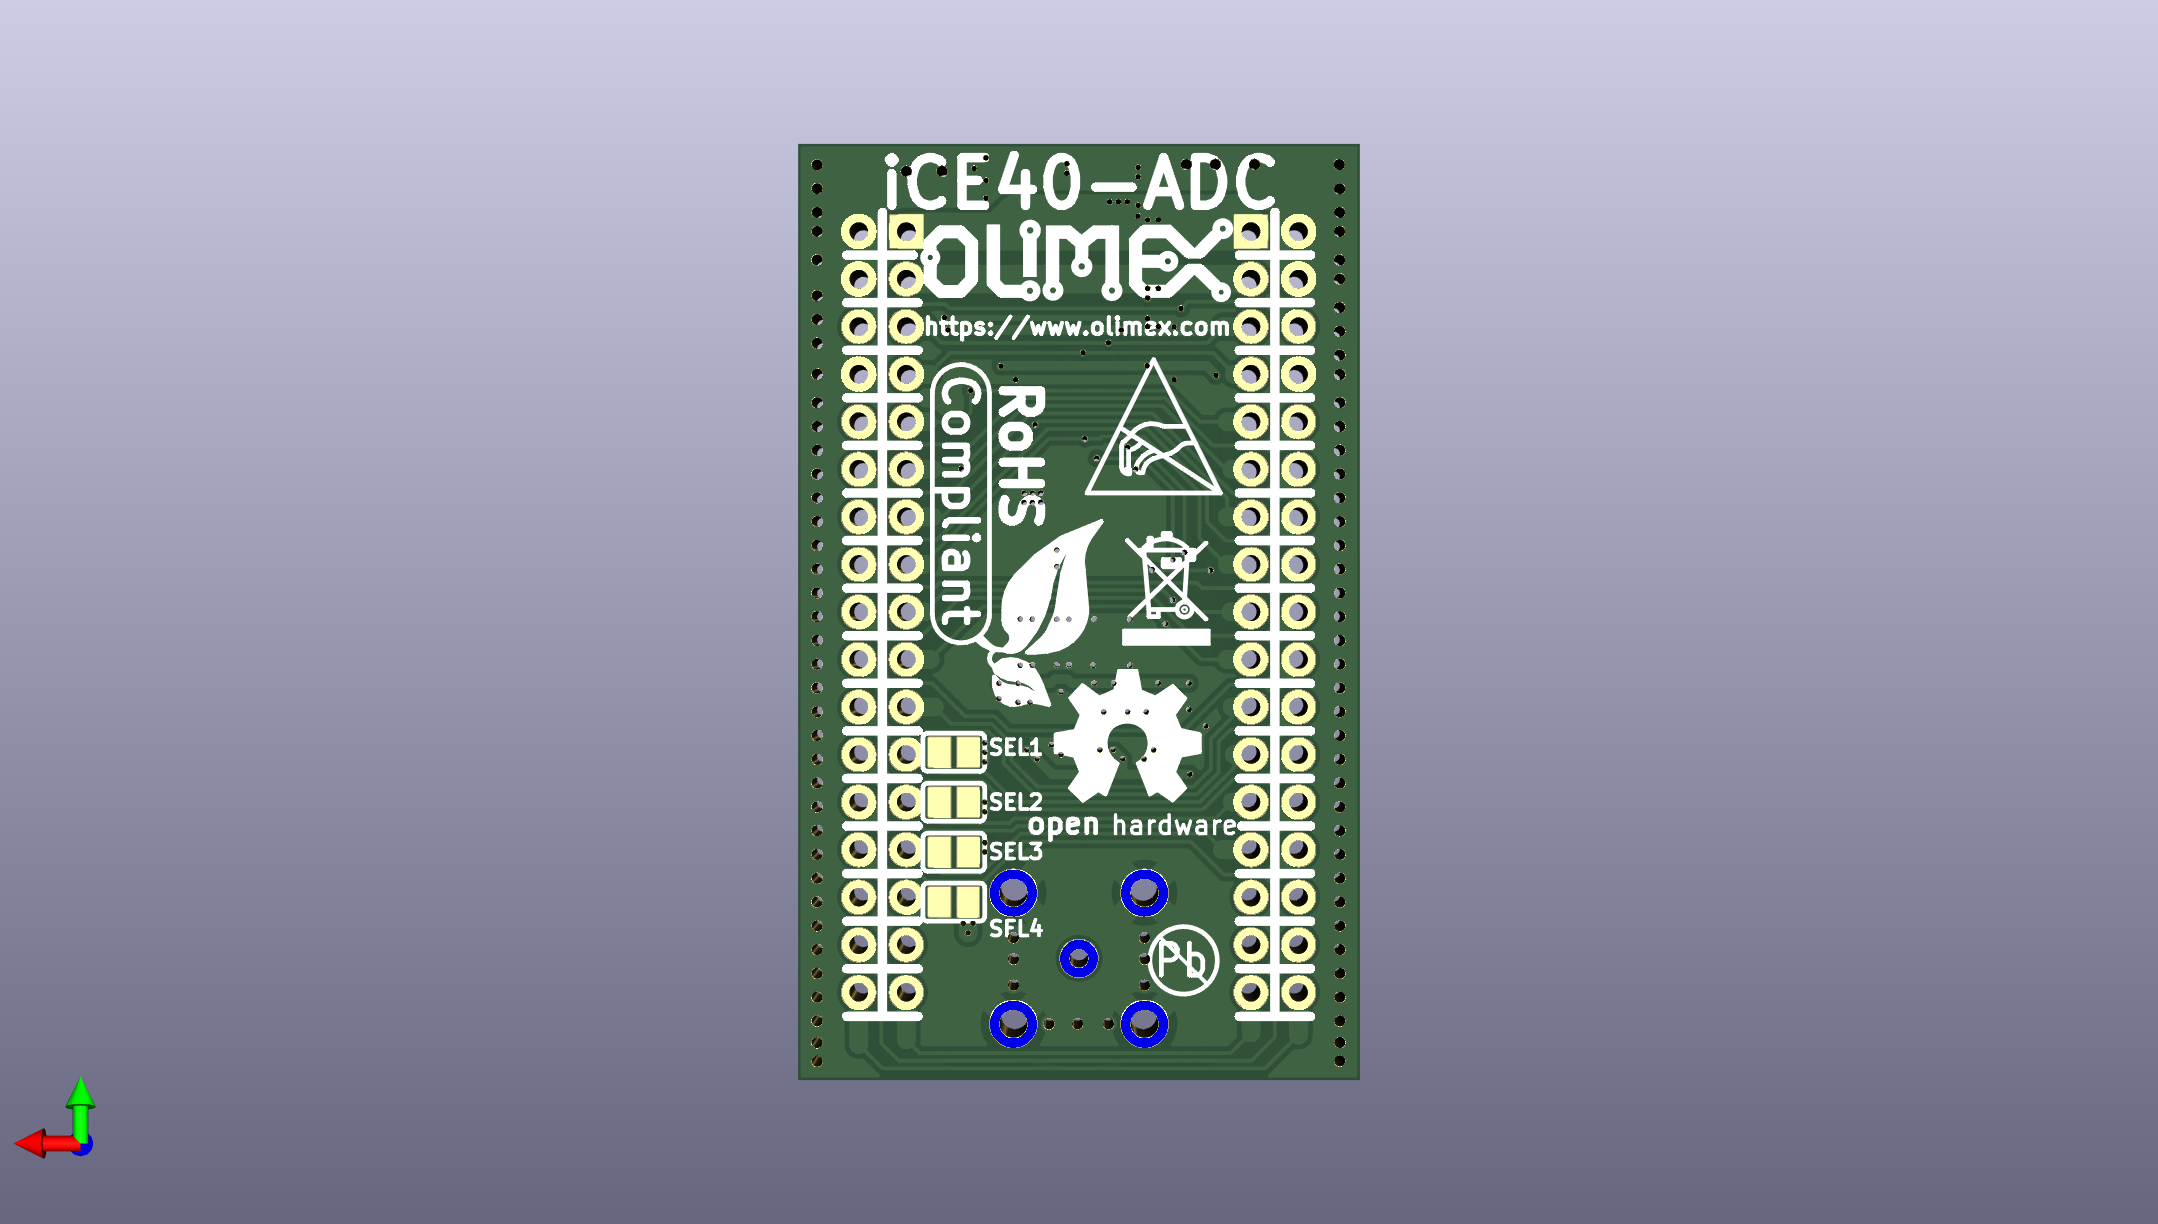 iCE40-ADC
OLIMEX
https://www.olimex.com
RoHS
Compliant
SEL1
SEL2
SEL3
SEL4
open hardware
Pb